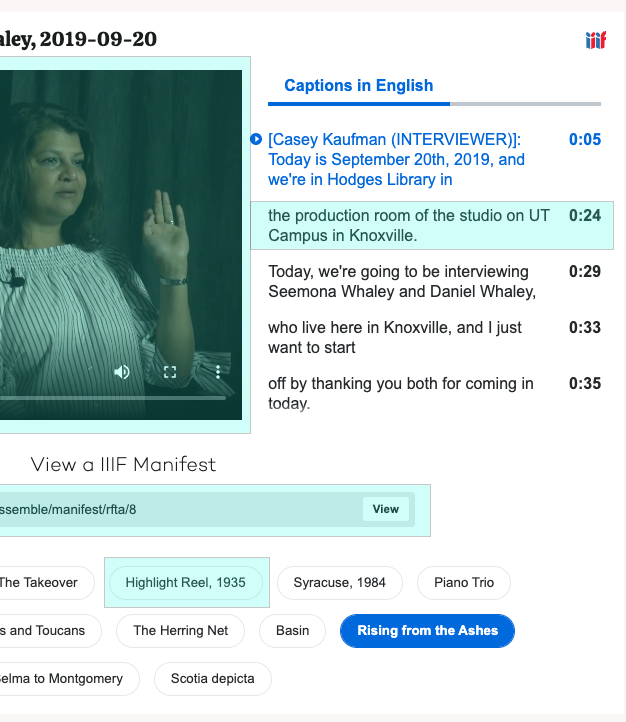 aley, 2019-09-20
iiif
Captions in English
[Casey Kaufman (INTERVIEWER)]: 0:05
Today is September 20th, 2019, and
we're in Hodges Library in
the production room of the studio on UT 0:24
Campus in Knoxville.
Today, we're going to be interviewing 0:29
Seemona Whaley and Daniel Whaley,
who live here in Knoxville, and I just 0:33
want to start
off by thanking you both for coming in 0:35
today.
View a IIIF Manifest
ssemble/manifest/rfta/8 View
The Takeover Highlight Reel, 1935 Syracuse, 1984 Piano Trio
s and Toucans The Herring Net Basin Rising from the Ashes
Selma to Montgomery Scotia depicta